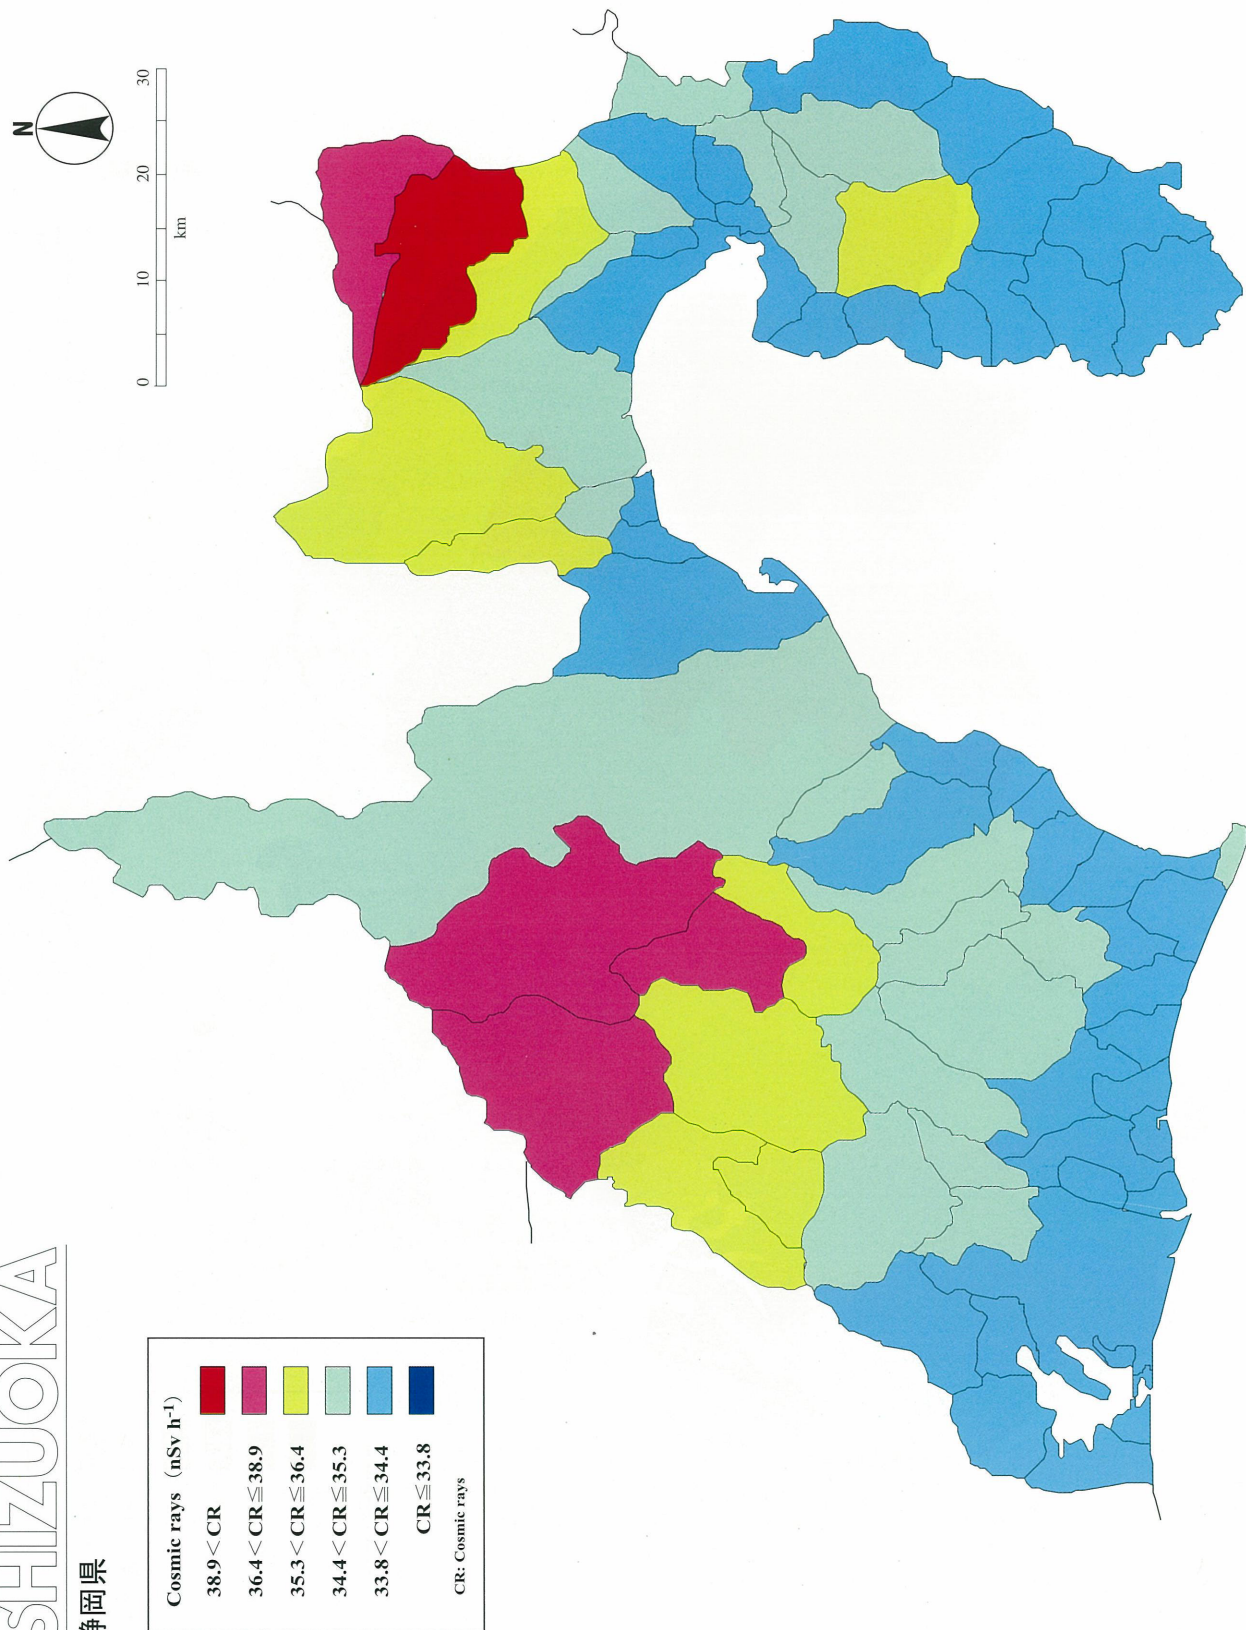 SHIZUOKA
静岡県
Cosmic rays (nSv h⁻¹)
38.9<CR
36.4<CR≦38.9
35.3<CR≦36.4
34.4<CR≦35.3
33.8<CR≦34.4
CR≦33.8
CR: Cosmic rays
N
0 10 20 30
km